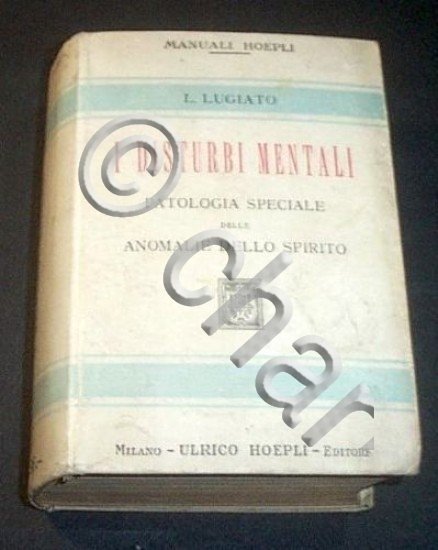 MANUALI HOEPLI
L. LUGIATO
I DISTURBI MENTALI
PATOLOGIA SPECIALE
DELLE
ANOMALIE DELLO SPIRITO
MILANO - ULRICO HOEPLI - EDITORE
© char